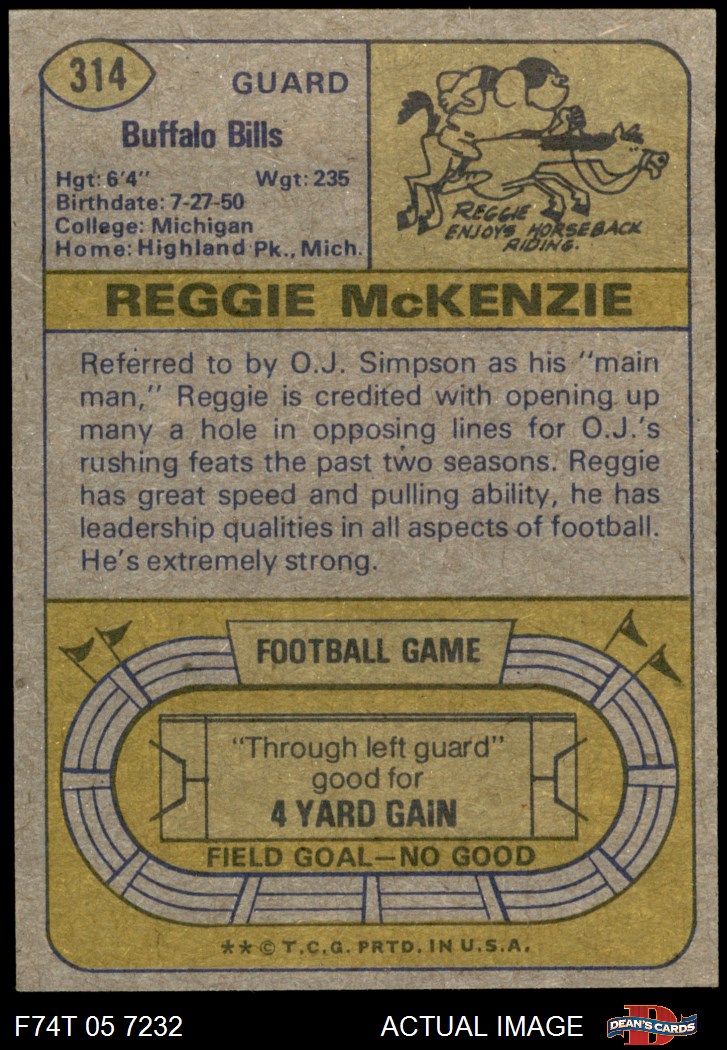 314
GUARD
Buffalo Bills
Hgt: 6'4" Wgt: 235
Birthdate: 7-27-50
College: Michigan
Home: Highland Pk., Mich.
REGGIE
ENJOYS HORSEBACK
RIDING.
REGGIE McKENZIE
Referred to by O.J. Simpson as his "main
man," Reggie is credited with opening up
many a hole in opposing lines for O.J.'s
rushing feats the past two seasons. Reggie
has great speed and pulling ability, he has
leadership qualities in all aspects of football.
He's extremely strong.
FOOTBALL GAME
"Through left guard"
good for
4 YARD GAIN
FIELD GOAL—NO GOOD
** © T.C.G. PRTD. IN U.S.A.
F74T 05 7232 ACTUAL IMAGE
D
DEAN'S CARDS